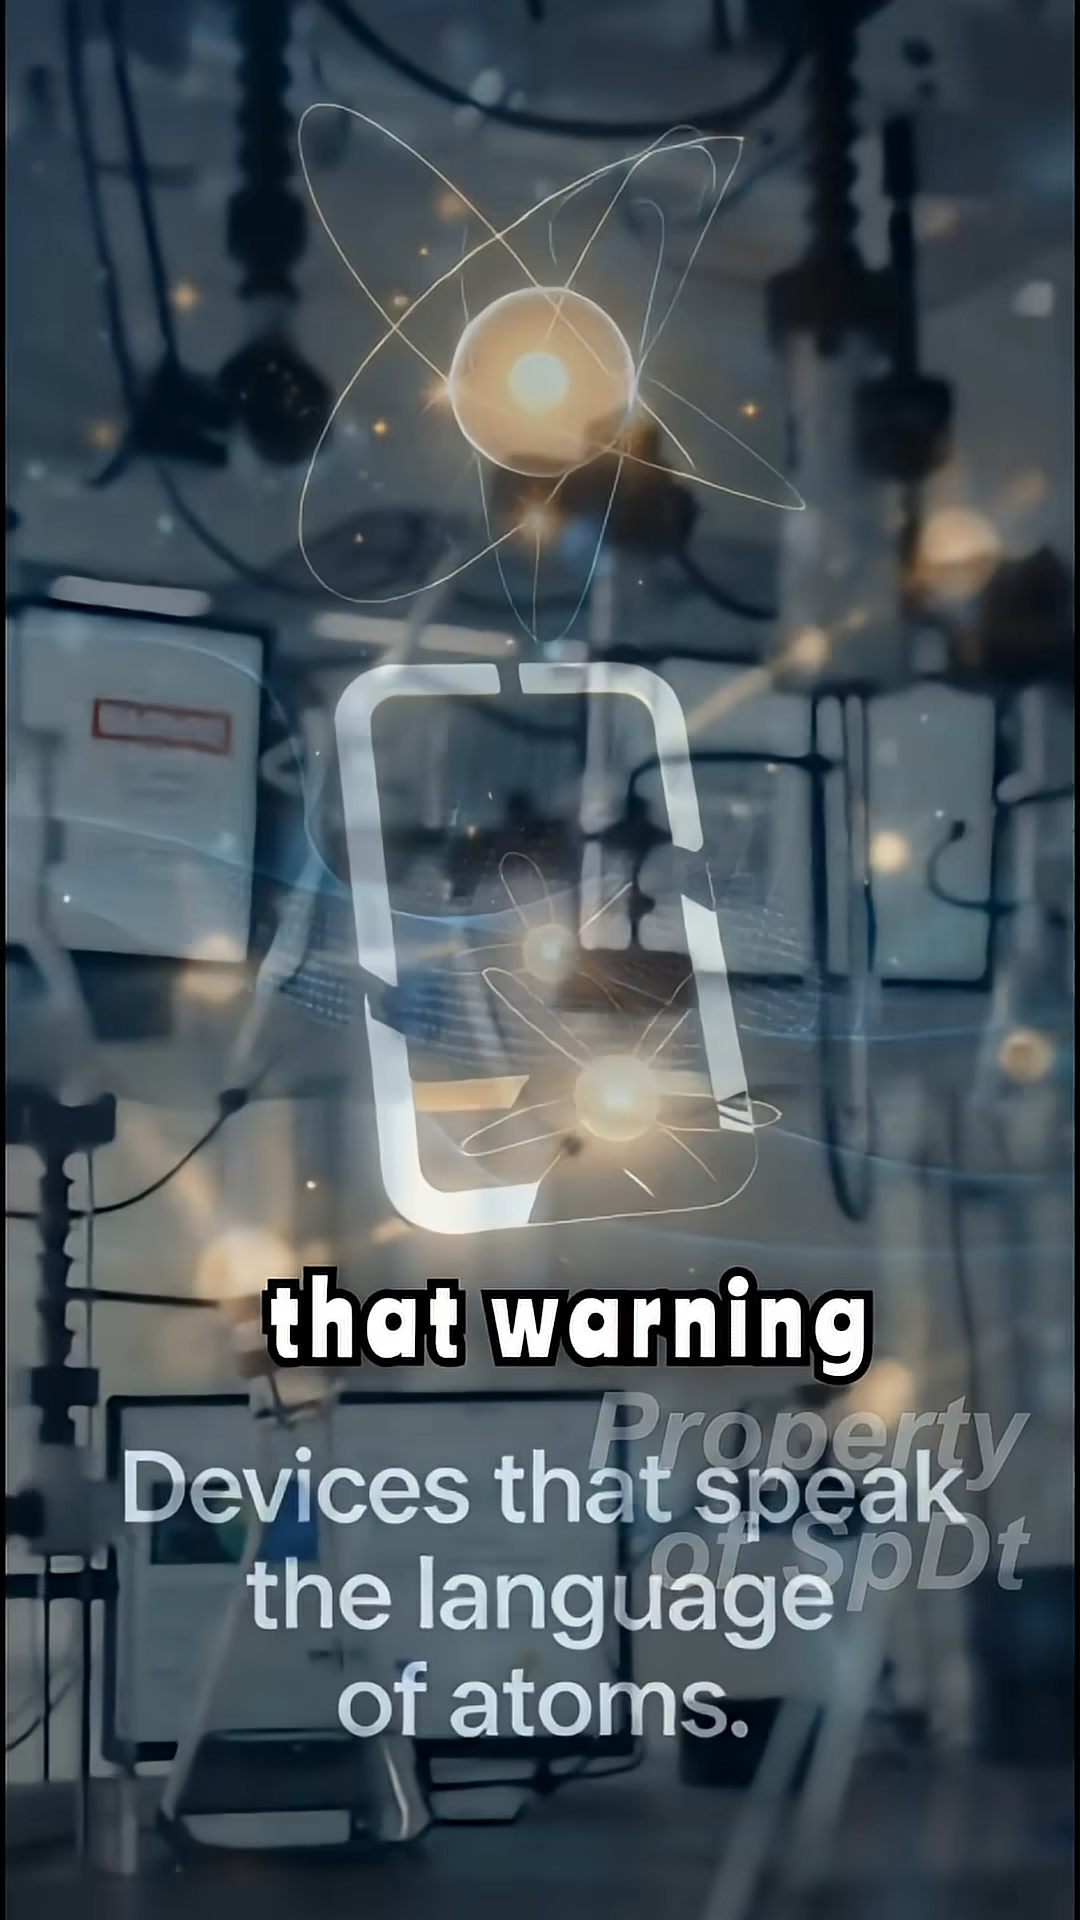 that warning
Property
of SpDt
Devices that speak
the language
of atoms.